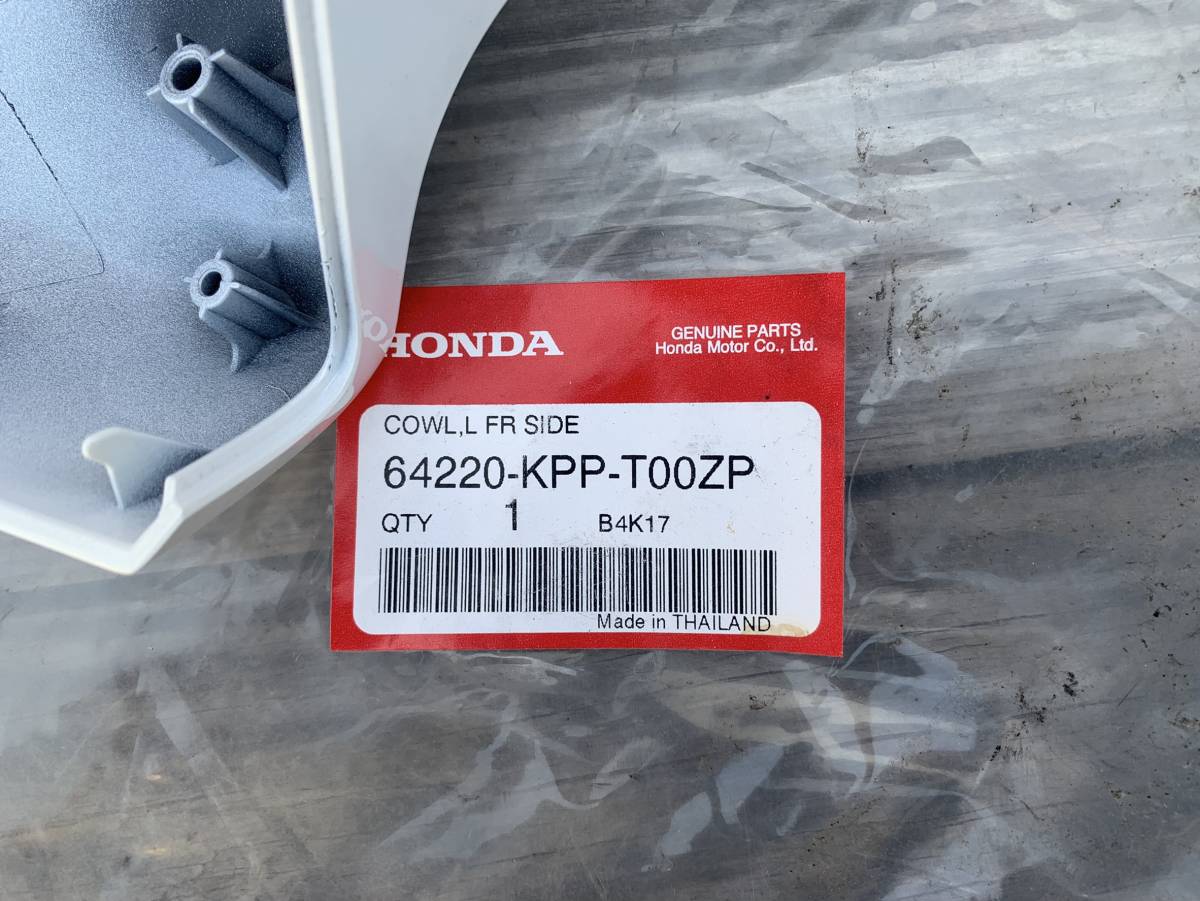 HONDA
GENUINE PARTS
Honda Motor Co., Ltd.
COWL,L FR SIDE
64220-KPP-T00ZP
QTY 1 B4K17
Made in THAILAND